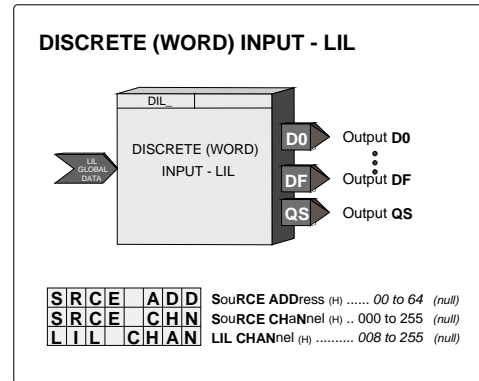 DISCRETE (WORD) INPUT - LIL
DIL_
DISCRETE (WORD)
INPUT - LIL
LIL
GLOBAL
DATA
D0 Output D0
DF Output DF
QS Output QS
SRCE ADD SouRCE ADDress (H) ...... 00 to 64 (null)
SRCE CHN SouRCE CHaNnel (H) .. 000 to 255 (null)
LIL CHAN LIL CHANnel (H) .......... 008 to 255 (null)